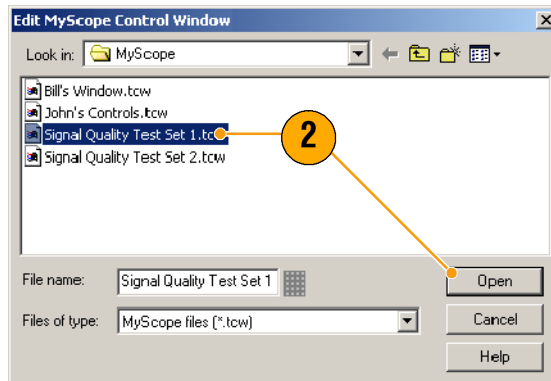 Edit MyScope Control Window
Look in: MyScope
Bill's Window.tcw
John's Controls.tcw
Signal Quality Test Set 1.tcw
Signal Quality Test Set 2.tcw
2
File name: Signal Quality Test Set 1 Open
Files of type: MyScope files (*.tcw) Cancel
Help